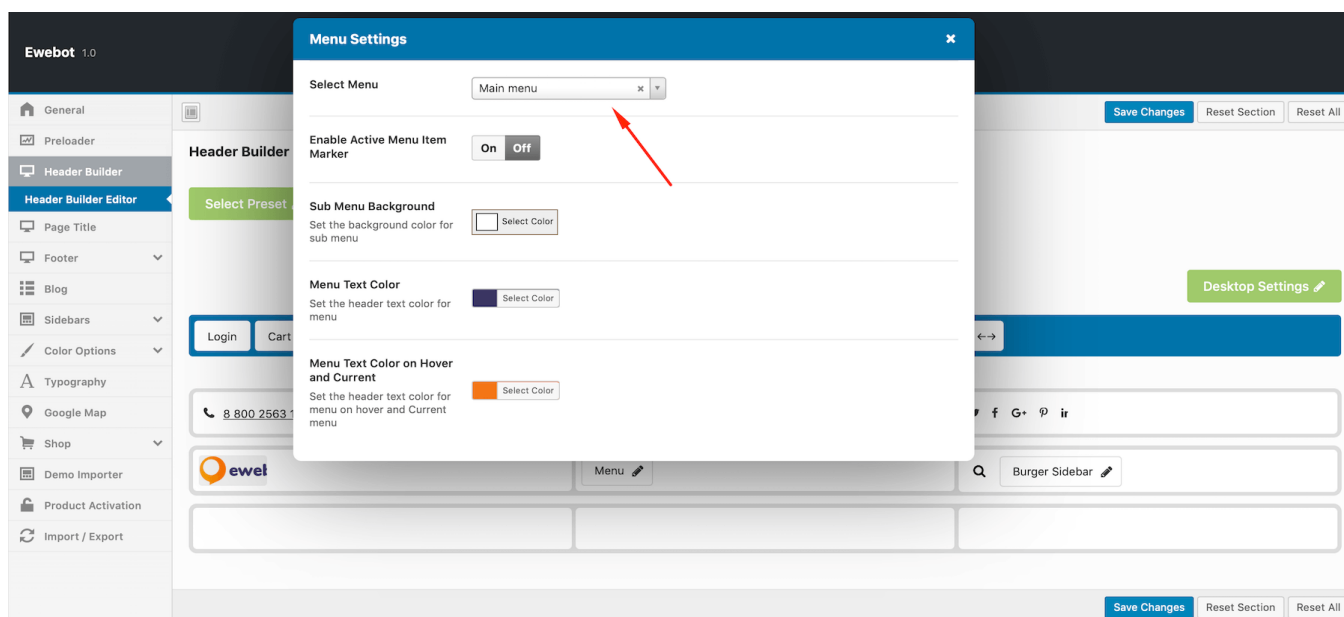 Ewebot 1.0
General
Preloader
Header Builder
Header Builder Editor
Page Title
Footer
Blog
Sidebars
Color Options
Typography
Google Map
Shop
Demo Importer
Product Activation
Import / Export
Menu Settings
Select Menu
Main menu
Enable Active Menu Item
Marker
On Off
Sub Menu Background
Set the background color for
sub menu
Select Color
Menu Text Color
Set the header text color for
menu
Select Color
Menu Text Color on Hover
and Current
Set the header text color for
menu on hover and Current
menu
Select Color
Save Changes Reset Section Reset All
Header Builder
Select Preset
Desktop Settings
Login Cart
8 800 2563
eweb
Menu
Burger Sidebar
Save Changes Reset Section Reset All